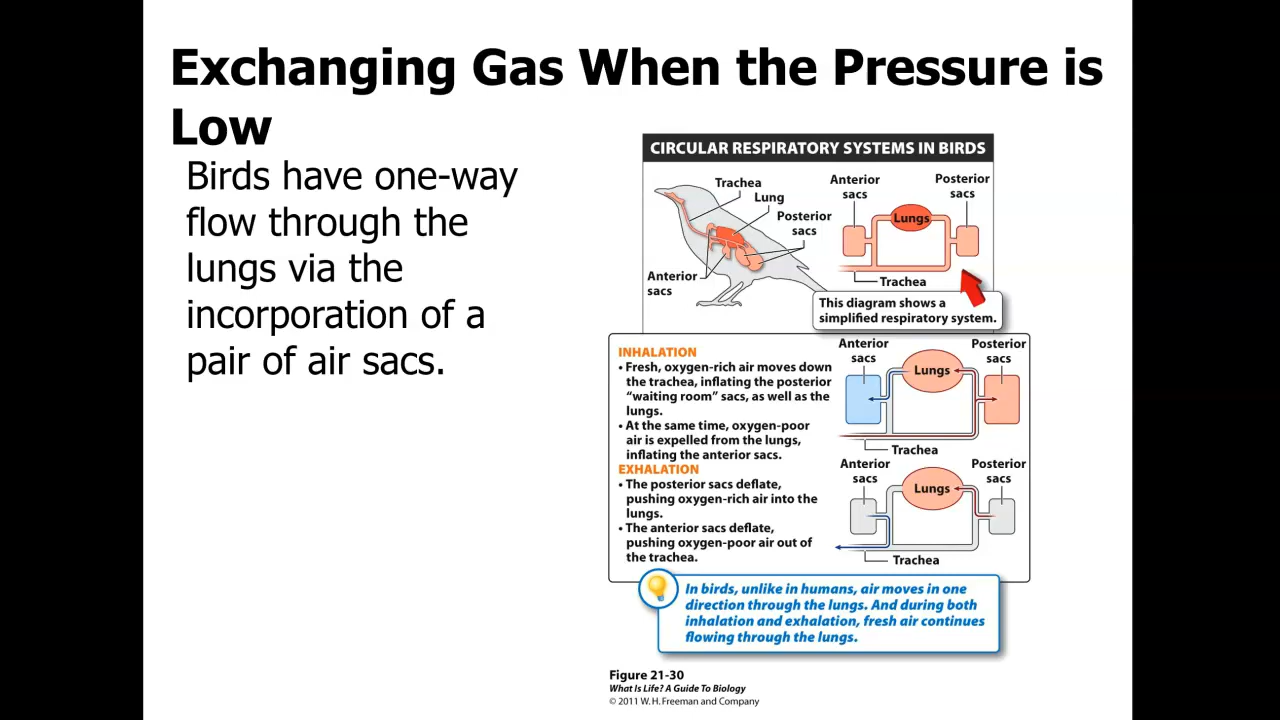 Exchanging Gas When the Pressure is
Low
Birds have one-way
flow through the
lungs via the
incorporation of a
pair of air sacs.
CIRCULAR RESPIRATORY SYSTEMS IN BIRDS
Trachea
Lung
Posterior
sacs
Anterior
sacs
Anterior
sacs
Posterior
sacs
Lungs
Trachea
This diagram shows a
simplified respiratory system.
INHALATION
• Fresh, oxygen-rich air moves down
the trachea, inflating the posterior
“waiting room” sacs, as well as the
lungs.
• At the same time, oxygen-poor
air is expelled from the lungs,
inflating the anterior sacs.
Anterior
sacs
Posterior
sacs
Lungs
Trachea
EXHALATION
• The posterior sacs deflate,
pushing oxygen-rich air into the
lungs.
• The anterior sacs deflate,
pushing oxygen-poor air out of
the trachea.
Anterior
sacs
Posterior
sacs
Lungs
Trachea
In birds, unlike in humans, air moves in one
direction through the lungs. And during both
inhalation and exhalation, fresh air continues
flowing through the lungs.
Figure 21-30
What Is Life? A Guide To Biology
© 2011 W. H. Freeman and Company